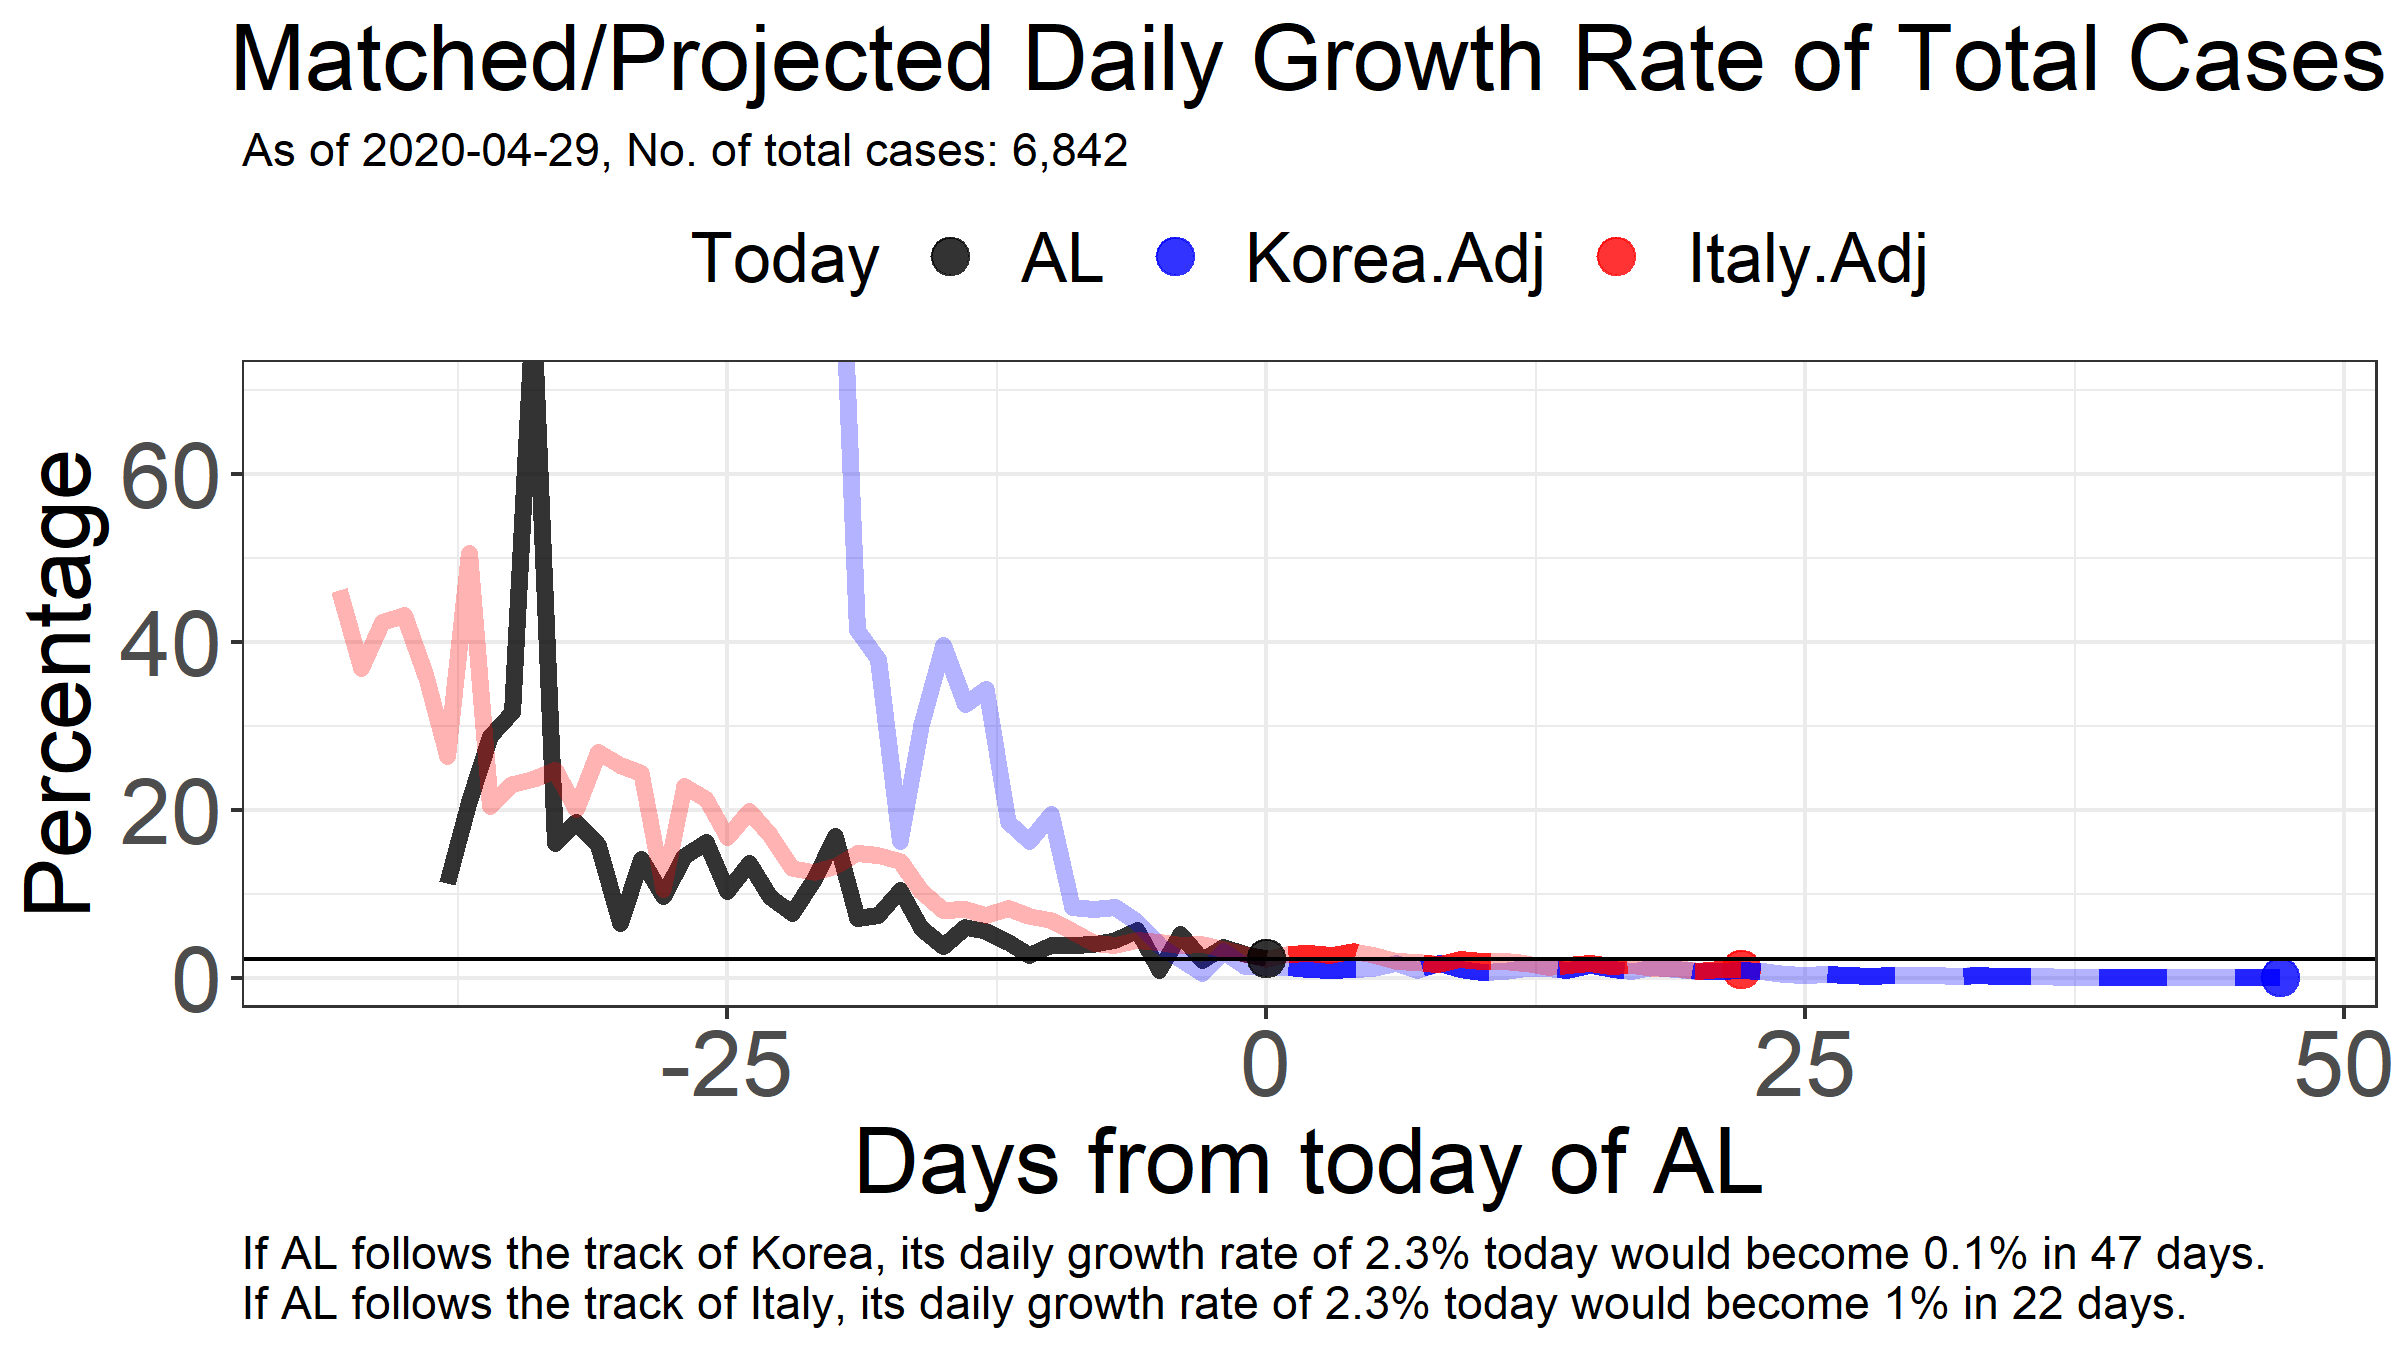 Matched/Projected Daily Growth Rate of Total Cases
As of 2020-04-29, No. of total cases: 6,842
Today AL Korea.Adj Italy.Adj
Percentage
60
40
20
0
-25 0 25 50
Days from today of AL
If AL follows the track of Korea, its daily growth rate of 2.3% today would become 0.1% in 47 days.
If AL follows the track of Italy, its daily growth rate of 2.3% today would become 1% in 22 days.